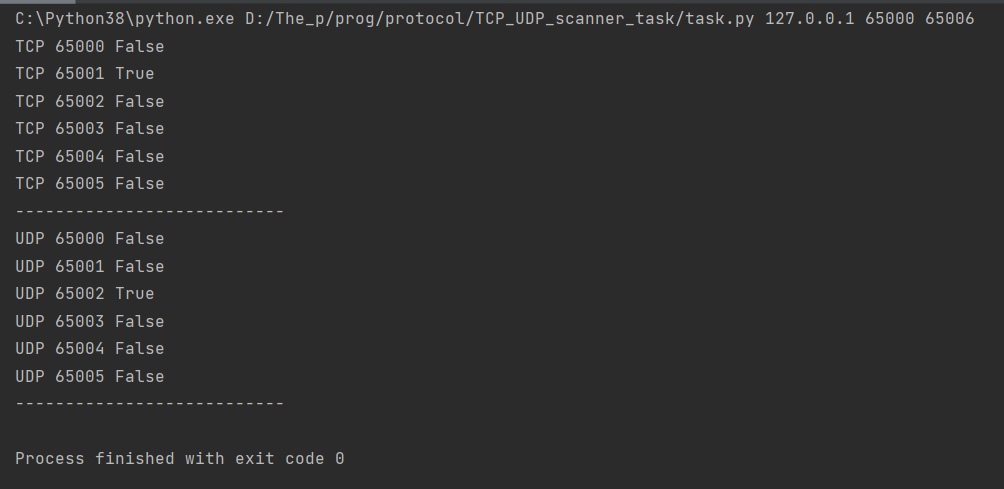 C:\Python38\python.exe D:/The_p/prog/protocol/TCP_UDP_scanner_task/task.py 127.0.0.1 65000 65006
TCP 65000 False
TCP 65001 True
TCP 65002 False
TCP 65003 False
TCP 65004 False
TCP 65005 False
---------------------------
UDP 65000 False
UDP 65001 False
UDP 65002 True
UDP 65003 False
UDP 65004 False
UDP 65005 False
---------------------------
Process finished with exit code 0